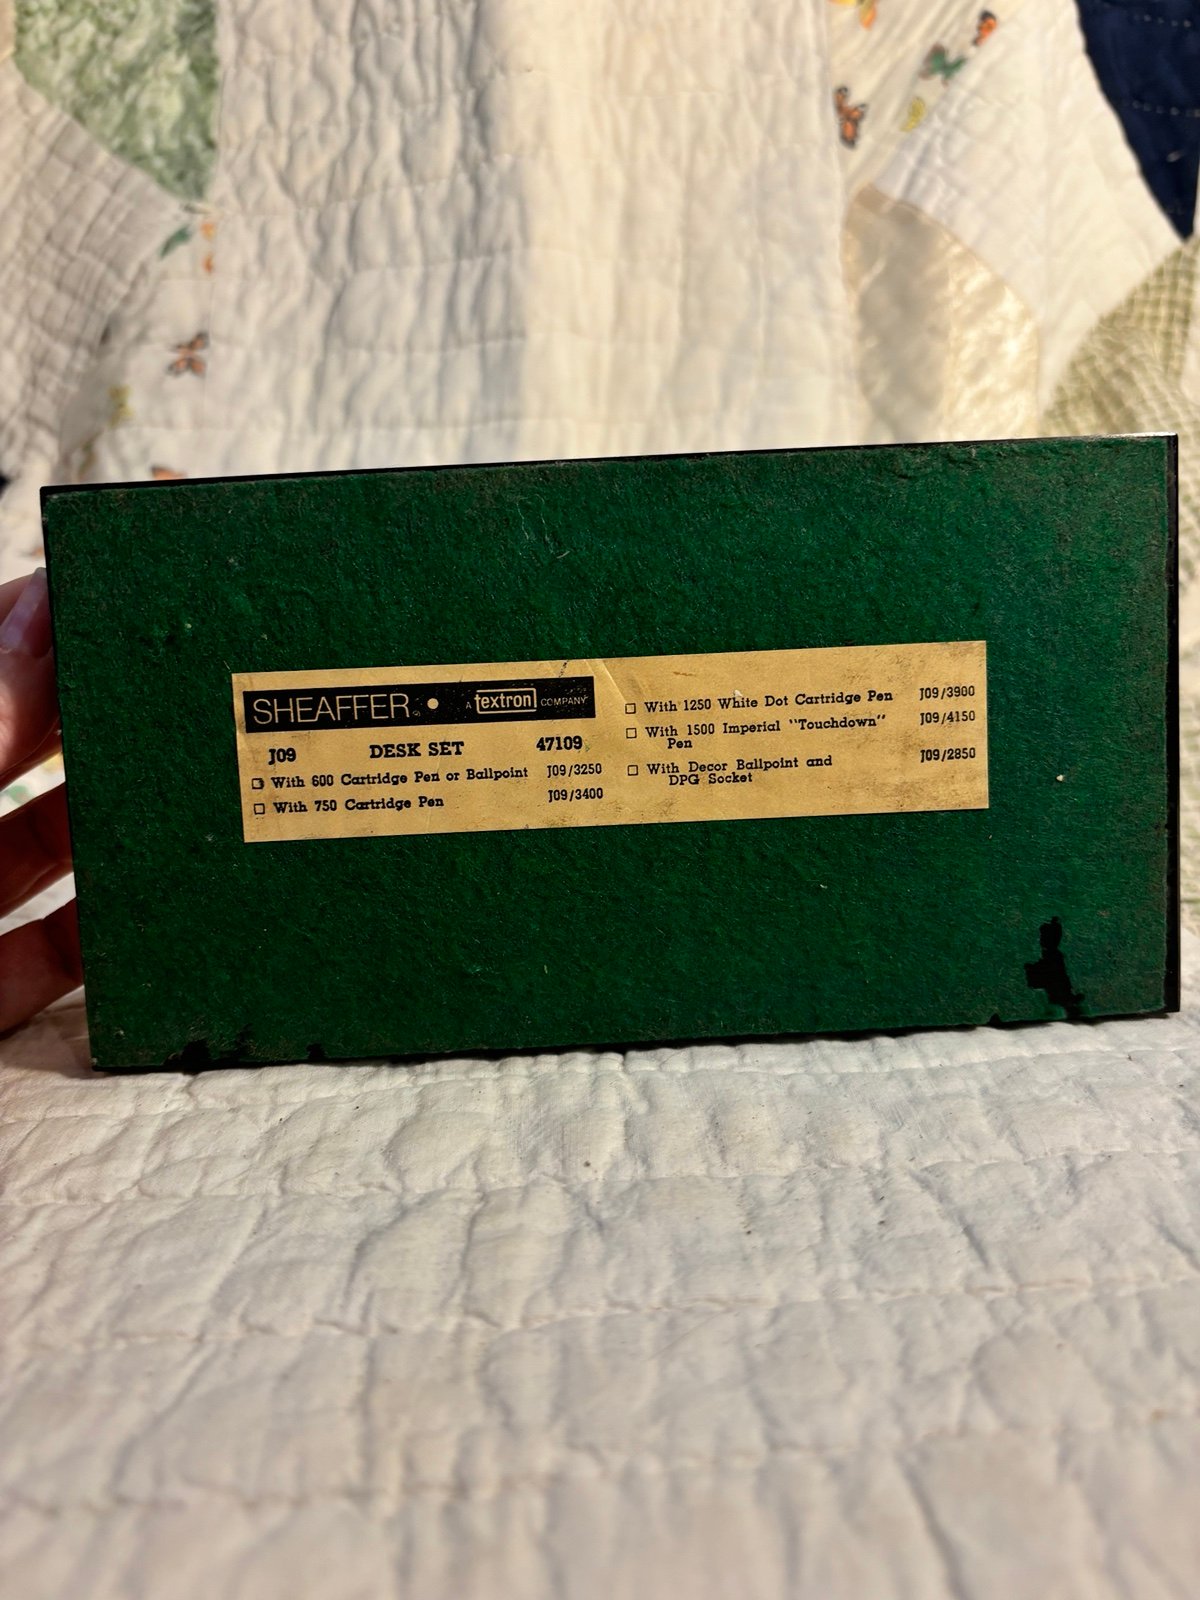 SHEAFFER • A textron COMPANY
J09 DESK SET 47109
With 600 Cartridge Pen or Ballpoint J09/3250
With 750 Cartridge Pen J09/3400
With 1250 White Dot Cartridge Pen J09/3900
With 1500 Imperial "Touchdown" J09/4150
Pen
With Decor Ballpoint and J09/2850
DPG Socket